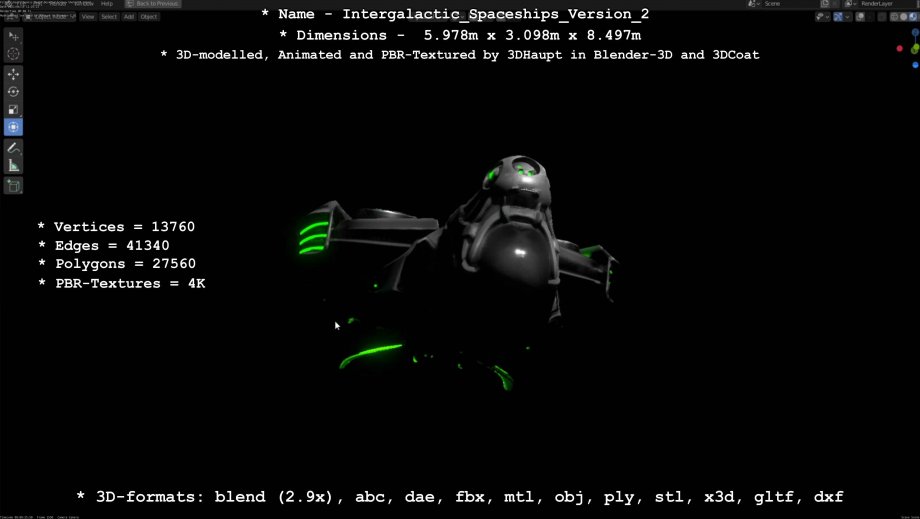 Back to Previous
Scene
RenderLayer
Window
Help
View Select Add Object
* Name - Intergalactic_Spaceships_Version_2
* Dimensions - 5.978m x 3.098m x 8.497m
* 3D-modelled, Animated and PBR-Textured by 3DHaupt in Blender-3D and 3DCoat
* Vertices = 13760
* Edges = 41340
* Polygons = 27560
* PBR-Textures = 4K
* 3D-formats: blend (2.9x), abc, dae, fbx, mtl, obj, ply, stl, x3d, gltf, dxf